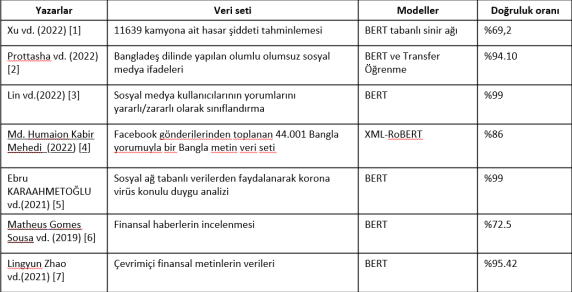 Yazarlar Veri seti Modeller Doğruluk oranı
Xu vd. (2022) [1] 11639 kamyona ait hasar şiddeti tahminlemesi BERT tabanlı sinir ağı %69,2
Prottasha vd. (2022) Bangladeş dilinde yapılan olumlu olumsuz sosyal BERT ve Transfer %94.10
[2] medya ifadeleri Öğrenme
Lin vd.(2022) [3] Sosyal medya kullanıcılarının yorumlarını BERT %99
yararlı/zararlı olarak sınıflandırma
Md. Humaion Kabir Facebook gönderilerinden toplanan 44.001 Bangla XML-RoBERT %86
Mehedi (2022) [4] yorumuyla bir Bangla metin veri seti
Ebru Sosyal ağ tabanlı verilerden faydalanarak korona BERT %99
KARAAHMETOĞLU virüs konulu duygu analizi
vd.(2021) [5]
Matheus Gomes Finansal haberlerin incelenmesi BERT %72.5
Sousa vd. (2019) [6]
Lingyun Zhao Çevrimiçi finansal metinlerin verileri BERT %95.42
vd.(2021) [7]